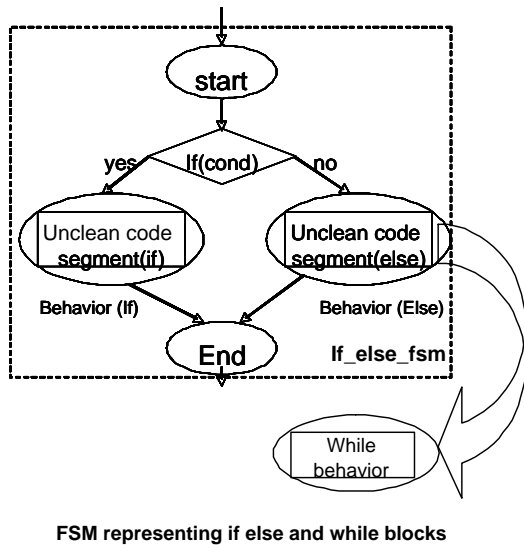 start
If(cond)
yes
no
Unclean code
segment(if)
Unclean code
segment(else)
Behavior (If)
Behavior (Else)
End
If_else_fsm
While
behavior
FSM representing if else and while blocks